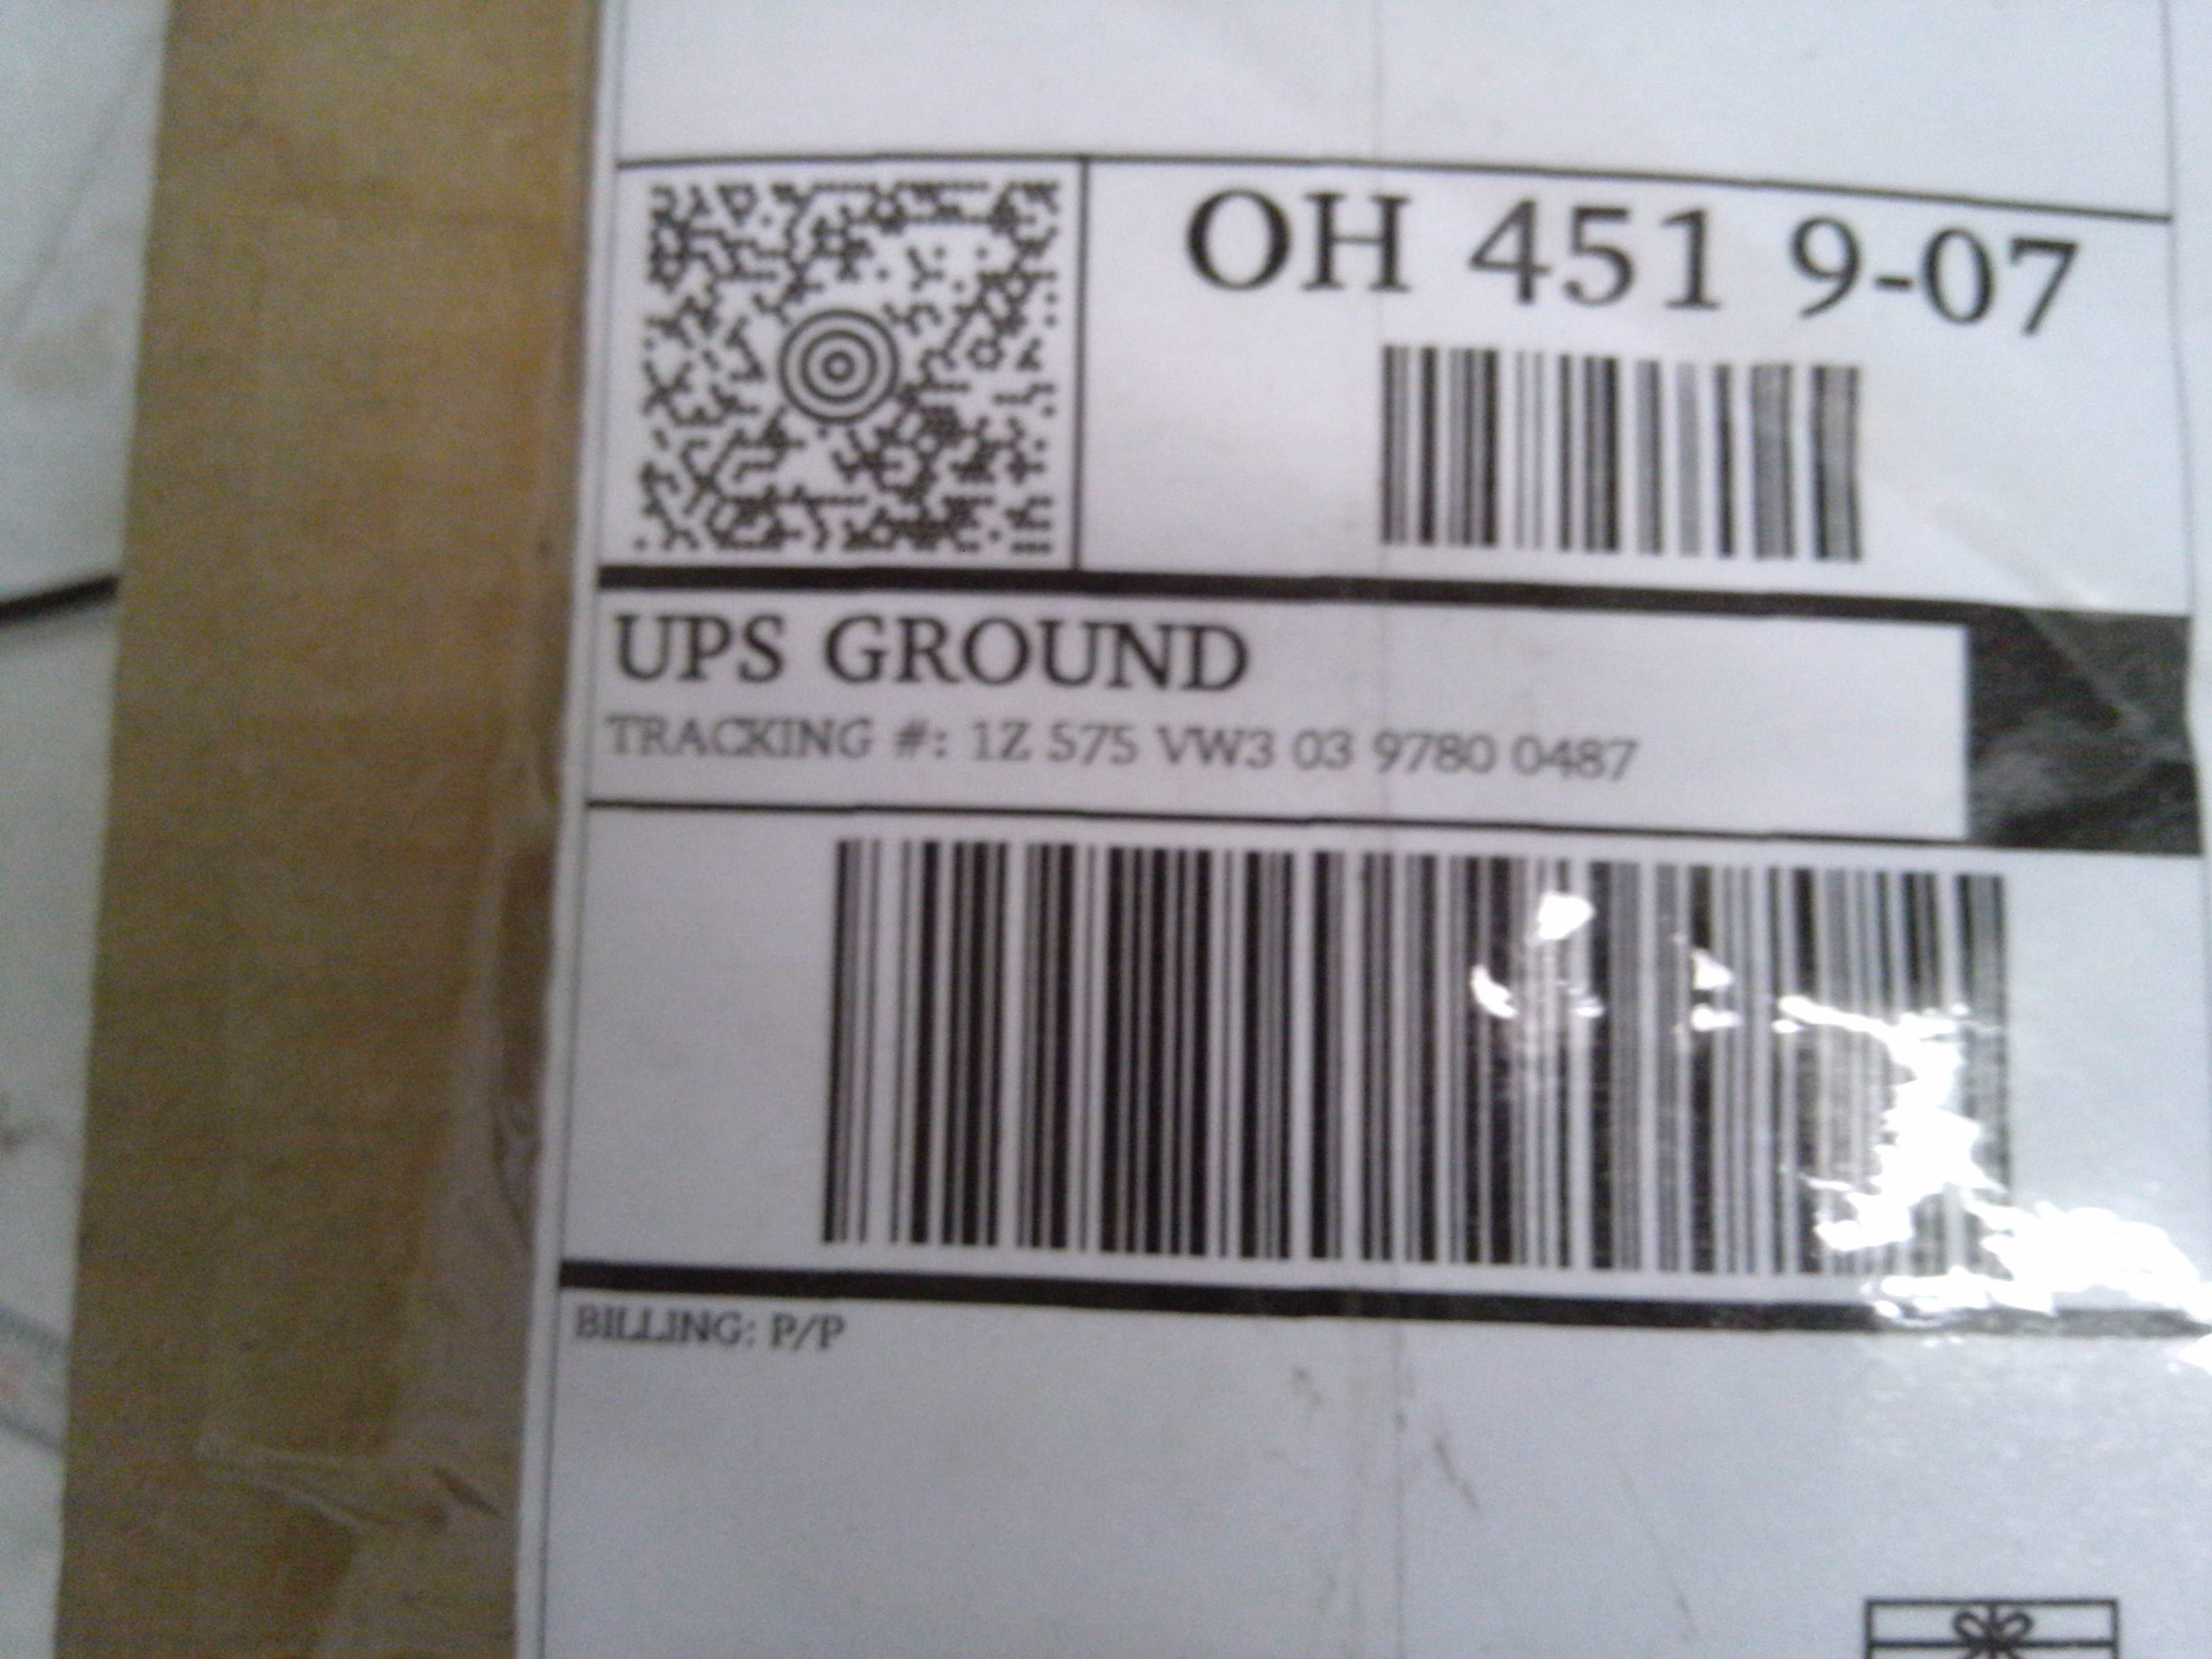 OH 451 9-07
UPS GROUND
TRACKING #: 1Z 575 VW3 03 9780 0487
BILLING: P/P